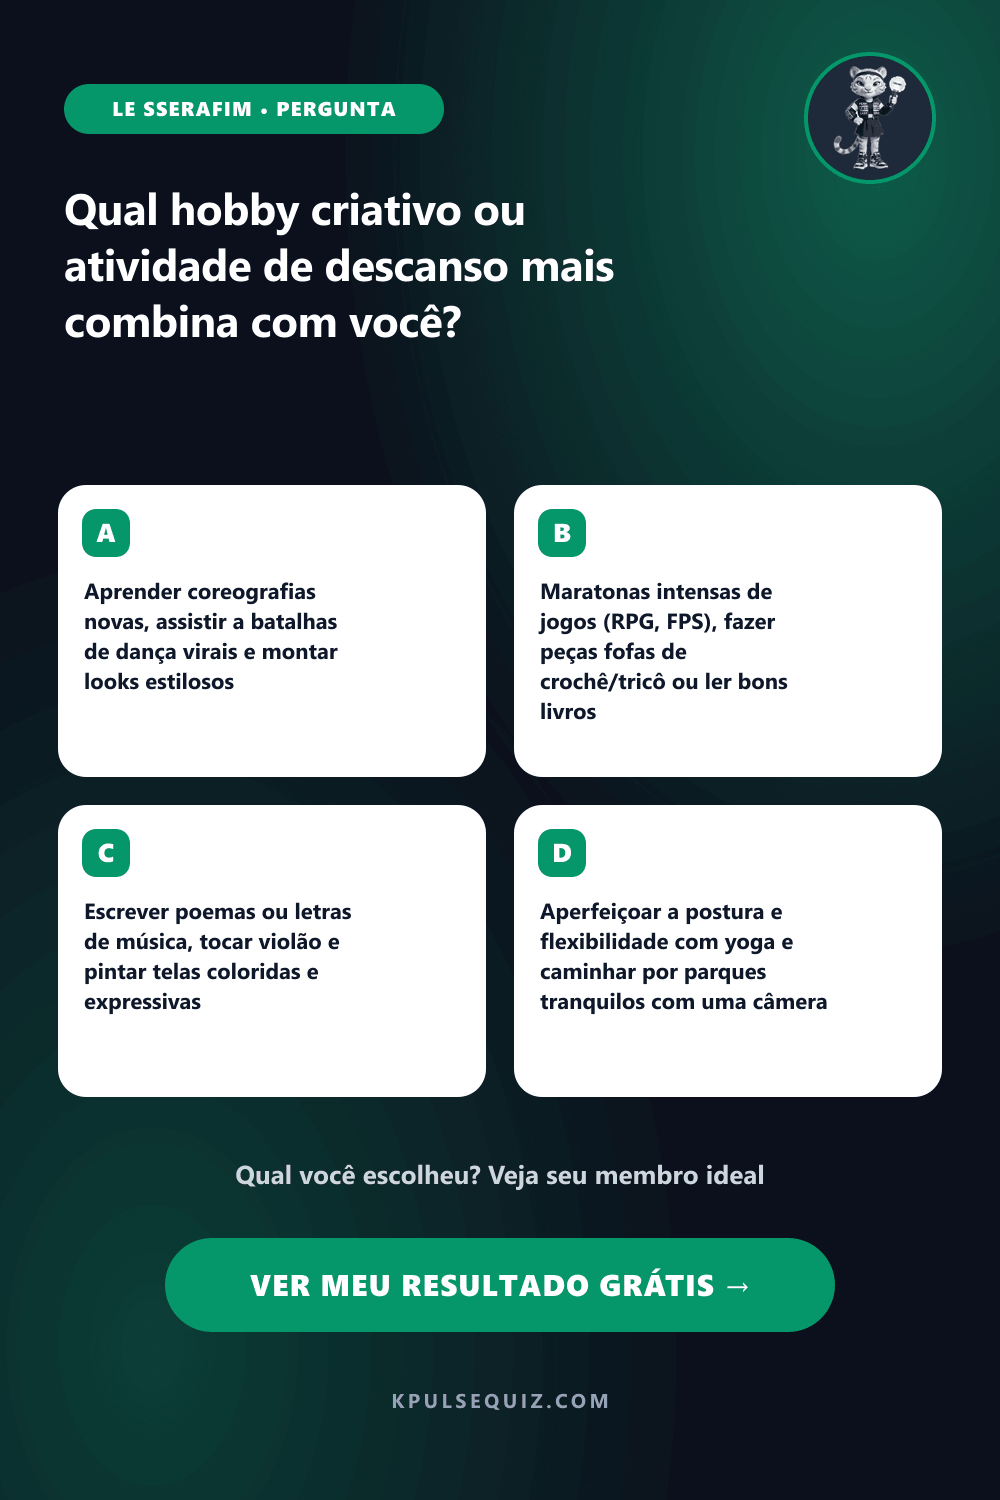 LE SSERAFIM • PERGUNTA
Qual hobby criativo ou
atividade de descanso mais
combina com você?
A
Aprender coreografias
novas, assistir a batalhas
de dança virais e montar
looks estilosos
B
Maratonas intensas de
jogos (RPG, FPS), fazer
peças fofas de
crochê/tricô ou ler bons
livros
C
Escrever poemas ou letras
de música, tocar violão e
pintar telas coloridas e
expressivas
D
Aperfeiçoar a postura e
flexibilidade com yoga e
caminhar por parques
tranquilos com uma câmera
Qual você escolheu? Veja seu membro ideal
VER MEU RESULTADO GRÁTIS →
KPULSEQUIZ.COM